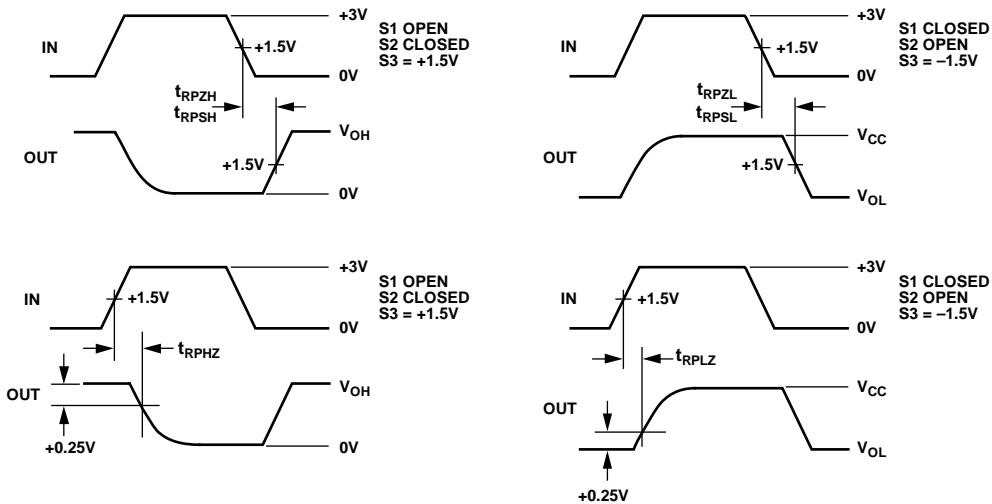 +3V
S1 OPEN
S2 CLOSED
S3 = +1.5V
IN
+1.5V
0V
tRPZH
tRPSH
VOH
OUT
+1.5V
0V
+3V
S1 CLOSED
S2 OPEN
S3 = –1.5V
IN
+1.5V
0V
tRPZL
tRPSL
VCC
OUT
+1.5V
VOL
+3V
S1 OPEN
S2 CLOSED
S3 = +1.5V
IN
+1.5V
0V
tRPHZ
VOH
OUT
0V
+0.25V
+3V
S1 CLOSED
S2 OPEN
S3 = –1.5V
IN
+1.5V
0V
tRPLZ
VCC
OUT
VOL
+0.25V